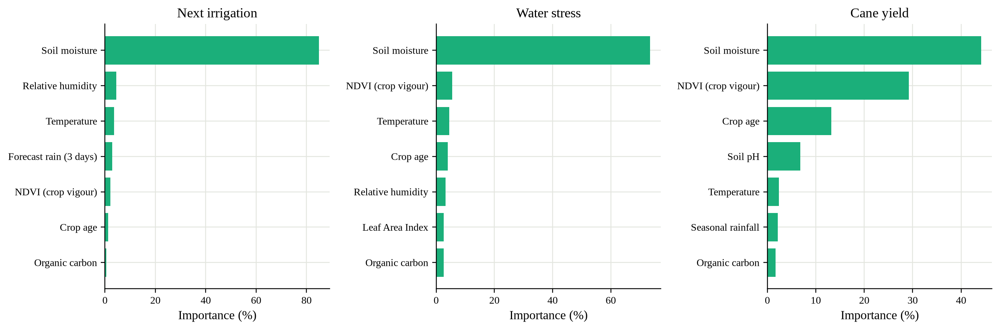 Next irrigation
Soil moisture
Relative humidity
Temperature
Forecast rain (3 days)
NDVI (crop vigour)
Crop age
Organic carbon
0 20 40 60 80
Importance (%)
Water stress
Soil moisture
NDVI (crop vigour)
Temperature
Crop age
Relative humidity
Leaf Area Index
Organic carbon
0 20 40 60
Importance (%)
Cane yield
Soil moisture
NDVI (crop vigour)
Crop age
Soil pH
Temperature
Seasonal rainfall
Organic carbon
0 10 20 30 40
Importance (%)